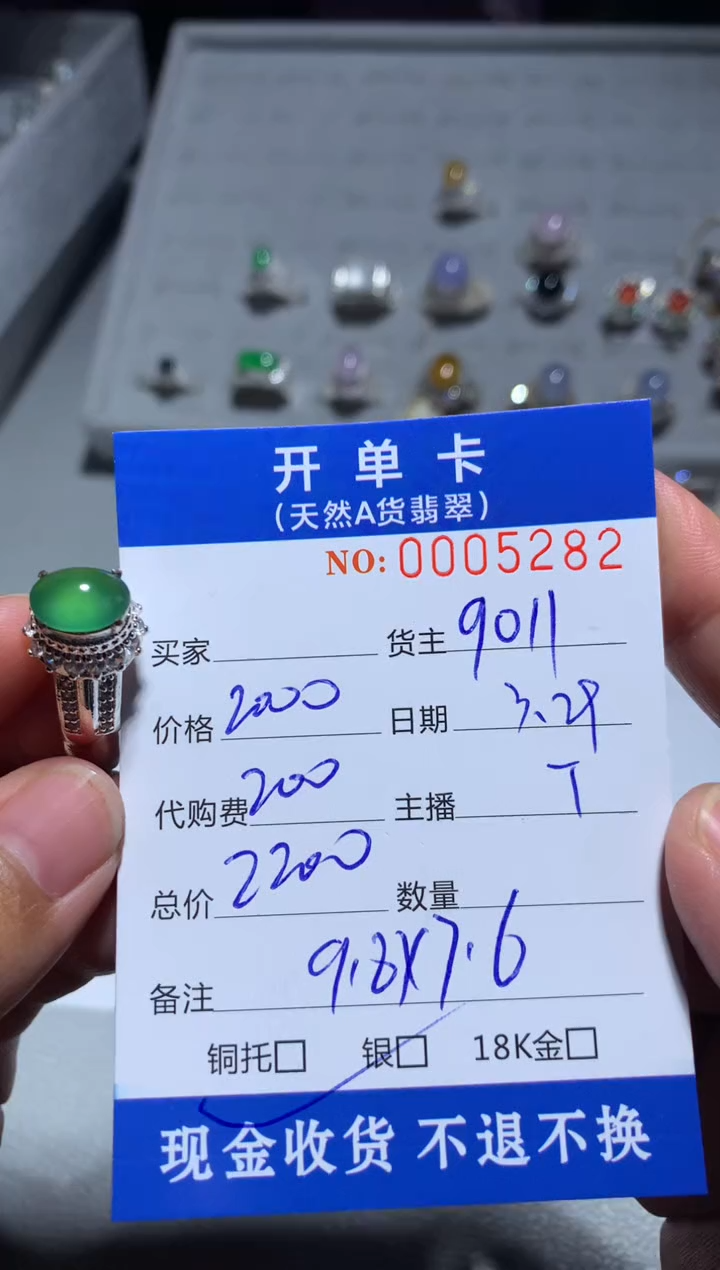 开单卡
(天然A货翡翠)
NO: 0005282
买家 货主 9011
价格 2000 日期 3.29
代购费 200 主播 T
总价 2200 数量
备注 9.8X7.6
铜托□ 银□ 18K金□
现金收货 不退不换